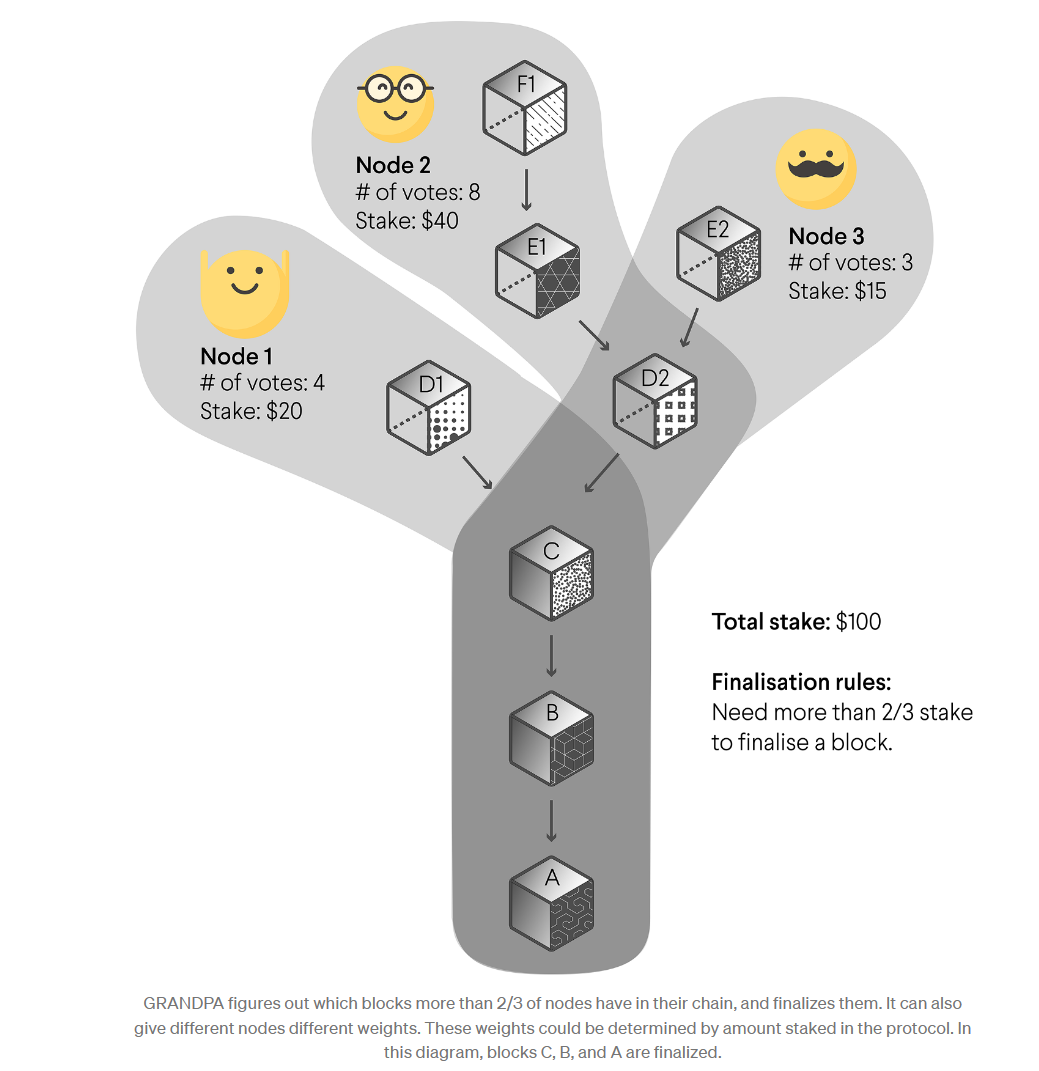 F1
Node 2
# of votes: 8
Stake: $40
E1
E2
Node 3
# of votes: 3
Stake: $15
Node 1
# of votes: 4
Stake: $20
D1
D2
C
Total stake: $100
Finalisation rules:
Need more than 2/3 stake
to finalise a block.
B
A
GRANDPA figures out which blocks more than 2/3 of nodes have in their chain, and finalizes them. It can also
give different nodes different weights. These weights could be determined by amount staked in the protocol. In
this diagram, blocks C, B, and A are finalized.